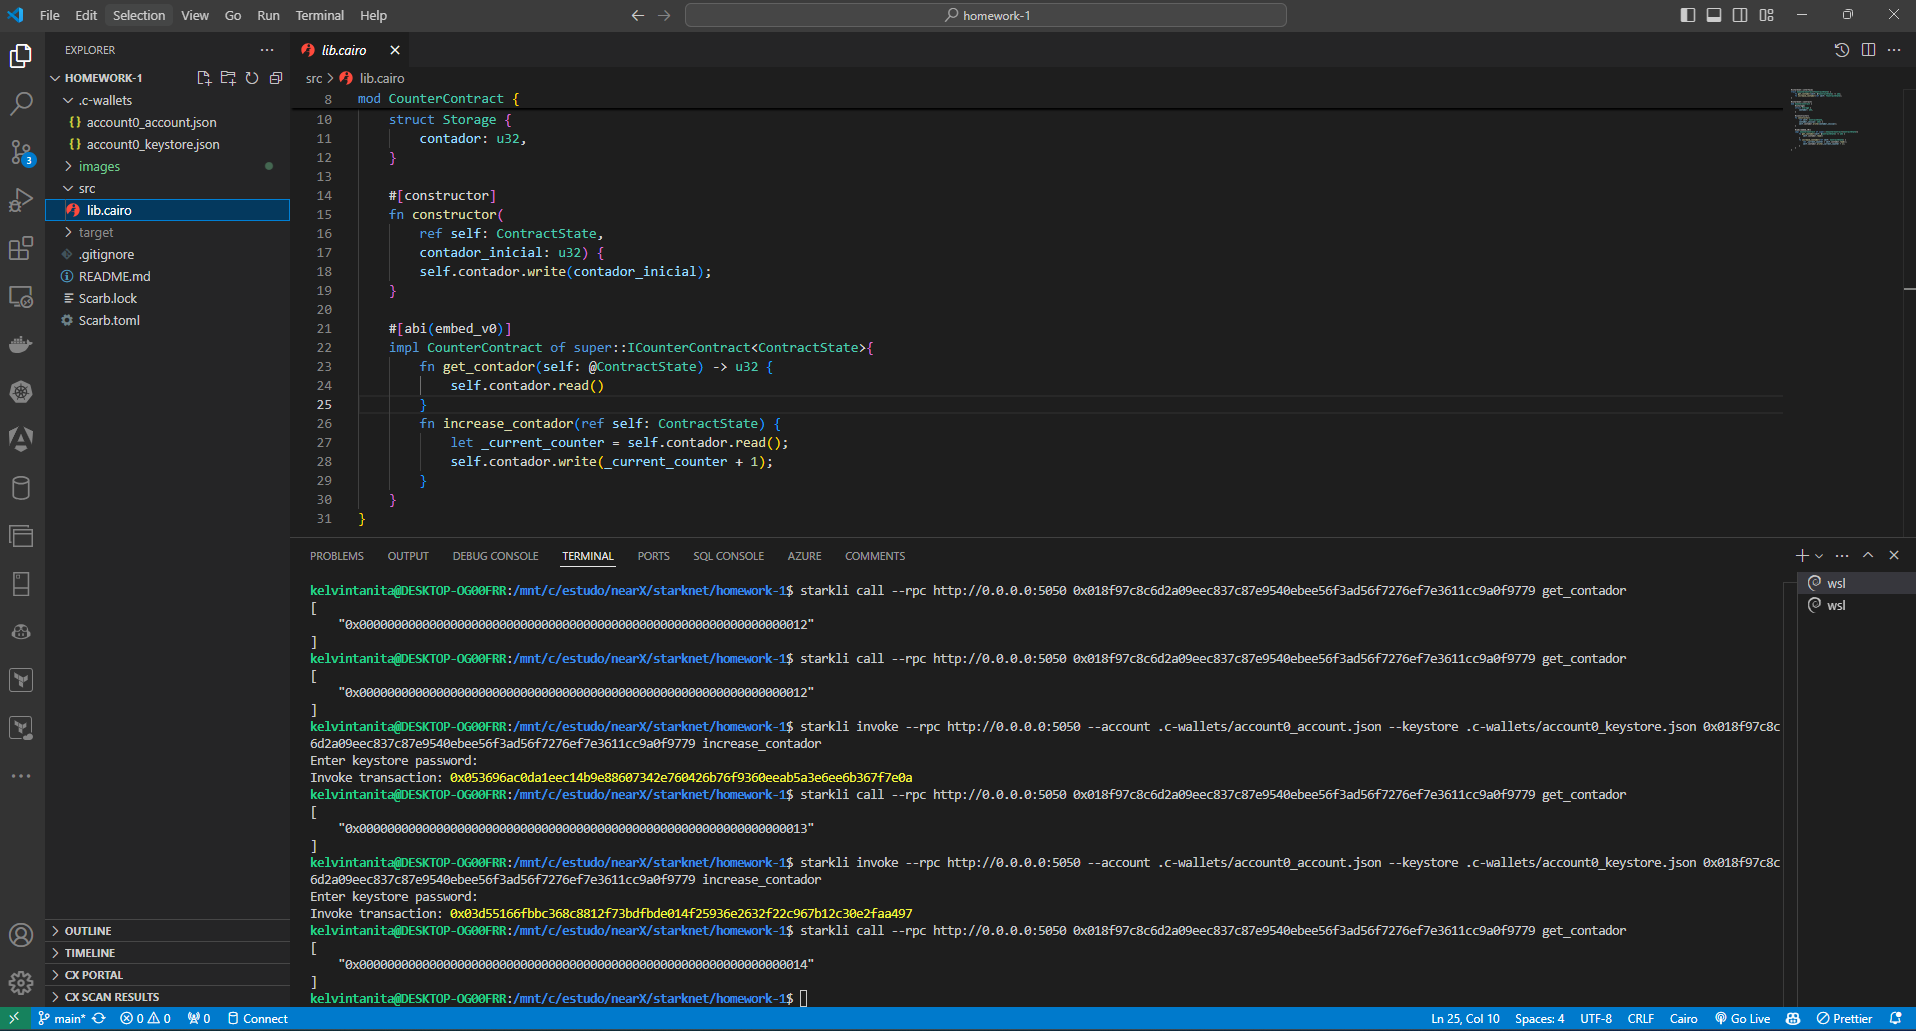 File Edit Selection View Go Run Terminal Help
homework-1
EXPLORER
HOMEWORK-1
.c-wallets
{} account0_account.json
{} account0_keystore.json
images
src
lib.cairo
target
.gitignore
README.md
Scarb.lock
Scarb.toml
OUTLINE
TIMELINE
CX PORTAL
CX SCAN RESULTS
3
lib.cairo
src > lib.cairo
8 mod CounterContract {
10 struct Storage {
11 contador: u32,
12 }
13
14 #[constructor]
15 fn constructor(
16 ref self: ContractState,
17 contador_inicial: u32) {
18 self.contador.write(contador_inicial);
19 }
20
21 #[abi(embed_v0)]
22 impl CounterContract of super::ICounterContract<ContractState>{
23 fn get_contador(self: @ContractState) -> u32 {
24 self.contador.read()
25 }
26 fn increase_contador(ref self: ContractState) {
27 let _current_counter = self.contador.read();
28 self.contador.write(_current_counter + 1);
29 }
30 }
31 }
PROBLEMS OUTPUT DEBUG CONSOLE TERMINAL PORTS SQL CONSOLE AZURE COMMENTS
kelvintanita@DESKTOP-OG00FRR:/mnt/c/estudo/nearX/starknet/homework-1$ starkli call --rpc http://0.0.0.0:5050 0x018f97c8c6d2a09eec837c87e9540ebee56f3ad56f7276ef7e3611cc9a0f9779 get_contador
[
"0x0000000000000000000000000000000000000000000000000000000000000012"
]
kelvintanita@DESKTOP-OG00FRR:/mnt/c/estudo/nearX/starknet/homework-1$ starkli call --rpc http://0.0.0.0:5050 0x018f97c8c6d2a09eec837c87e9540ebee56f3ad56f7276ef7e3611cc9a0f9779 get_contador
[
"0x0000000000000000000000000000000000000000000000000000000000000012"
]
kelvintanita@DESKTOP-OG00FRR:/mnt/c/estudo/nearX/starknet/homework-1$ starkli invoke --rpc http://0.0.0.0:5050 --account .c-wallets/account0_account.json --keystore .c-wallets/account0_keystore.json 0x018f97c8c
6d2a09eec837c87e9540ebee56f3ad56f7276ef7e3611cc9a0f9779 increase_contador
Enter keystore password:
Invoke transaction: 0x053696ac0da1eec14b9e88607342e760426b76f9360eeab5a3e6ee6b367f7e0a
kelvintanita@DESKTOP-OG00FRR:/mnt/c/estudo/nearX/starknet/homework-1$ starkli call --rpc http://0.0.0.0:5050 0x018f97c8c6d2a09eec837c87e9540ebee56f3ad56f7276ef7e3611cc9a0f9779 get_contador
[
"0x0000000000000000000000000000000000000000000000000000000000000013"
]
kelvintanita@DESKTOP-OG00FRR:/mnt/c/estudo/nearX/starknet/homework-1$ starkli invoke --rpc http://0.0.0.0:5050 --account .c-wallets/account0_account.json --keystore .c-wallets/account0_keystore.json 0x018f97c8c
6d2a09eec837c87e9540ebee56f3ad56f7276ef7e3611cc9a0f9779 increase_contador
Enter keystore password:
Invoke transaction: 0x03d55166fbbc368c8812f73bdfbde014f25936e2632f22c967b12c30e2faa497
kelvintanita@DESKTOP-OG00FRR:/mnt/c/estudo/nearX/starknet/homework-1$ starkli call --rpc http://0.0.0.0:5050 0x018f97c8c6d2a09eec837c87e9540ebee56f3ad56f7276ef7e3611cc9a0f9779 get_contador
[
"0x0000000000000000000000000000000000000000000000000000000000000014"
]
kelvintanita@DESKTOP-OG00FRR:/mnt/c/estudo/nearX/starknet/homework-1$
wsl
wsl
main* 0 0 0 Connect
Ln 25, Col 10 Spaces: 4 UTF-8 CRLF Cairo Go Live Prettier